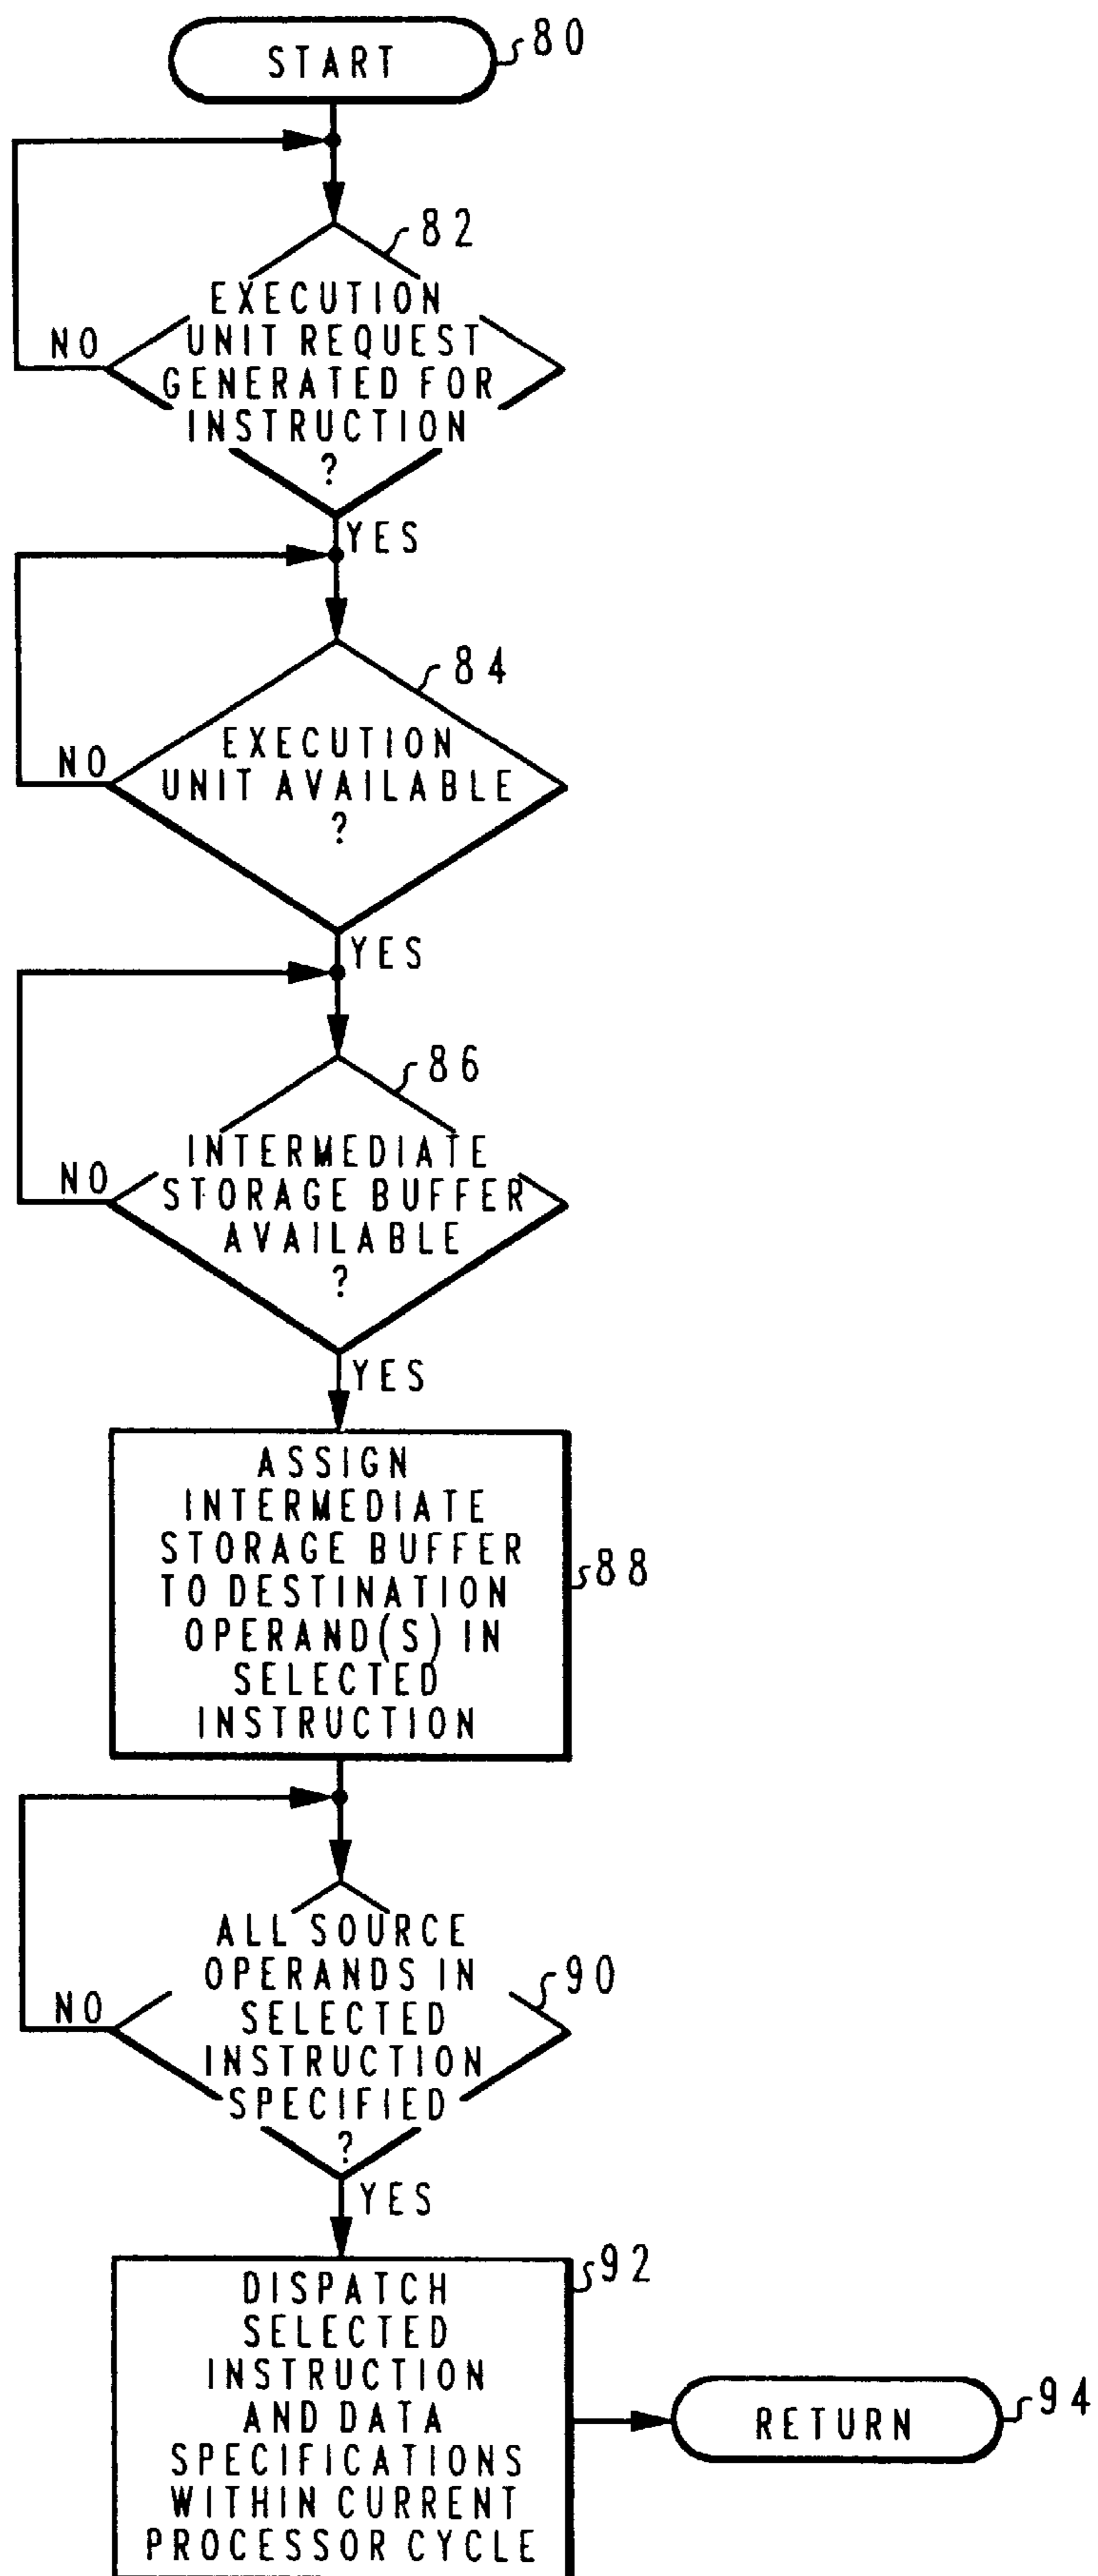 START
80
82
EXECUTION
UNIT REQUEST
GENERATED FOR
INSTRUCTION
?
NO
YES
84
EXECUTION
UNIT AVAILABLE
?
NO
YES
86
INTERMEDIATE
STORAGE BUFFER
AVAILABLE
?
NO
YES
ASSIGN
INTERMEDIATE
STORAGE BUFFER
TO DESTINATION
OPERAND(S) IN
SELECTED
INSTRUCTION
88
ALL SOURCE
OPERANDS IN
SELECTED
INSTRUCTION
SPECIFIED
?
90
NO
YES
92
DISPATCH
SELECTED
INSTRUCTION
AND DATA
SPECIFICATIONS
WITHIN CURRENT
PROCESSOR CYCLE
RETURN
94